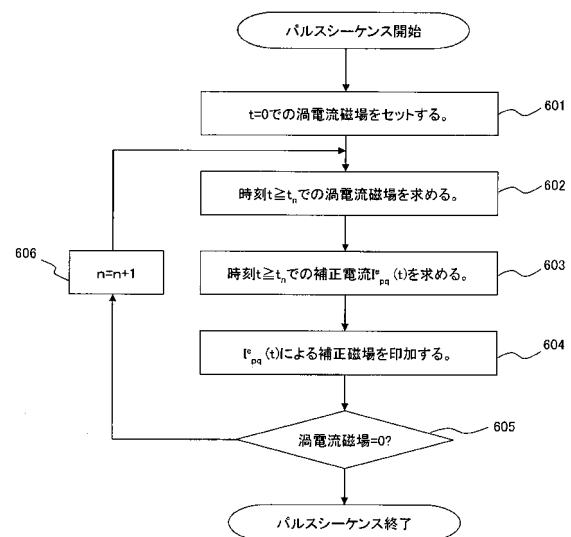 パルスシーケンス開始
t=0での渦電流磁場をセットする。
601
時刻t≧tnでの渦電流磁場を求める。
602
606
n=n+1
時刻t≧tnでの補正電流Iepq(t)を求める。
603
Iepq(t)による補正磁場を印加する。
604
渦電流磁場=0?
605
パルスシーケンス終了